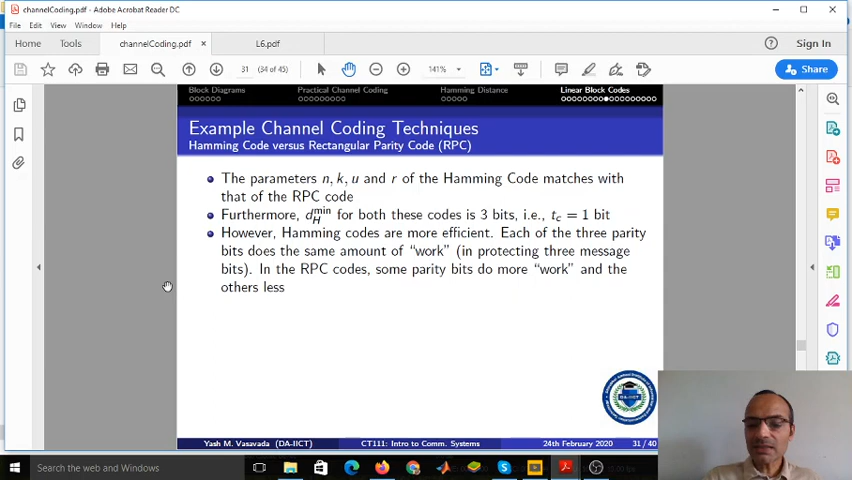 channelCoding.pdf - Adobe Acrobat Reader DC
File Edit View Window Help
Home Tools channelCoding.pdf × L6.pdf Sign In
31 (34 of 45) 141% Share
Block Diagrams Practical Channel Coding Hamming Distance Linear Block Codes
Example Channel Coding Techniques
Hamming Code versus Rectangular Parity Code (RPC)
The parameters n, k, u and r of the Hamming Code matches with
that of the RPC code
Furthermore, d_H^min for both these codes is 3 bits, i.e., t_c = 1 bit
However, Hamming codes are more efficient. Each of the three parity
bits does the same amount of “work” (in protecting three message
bits). In the RPC codes, some parity bits do more “work” and the
others less
DA-IICT
Yash M. Vasavada (DA-IICT) CT111: Intro to Comm. Systems 24th February 2020 31 / 40
Search the web and Windows